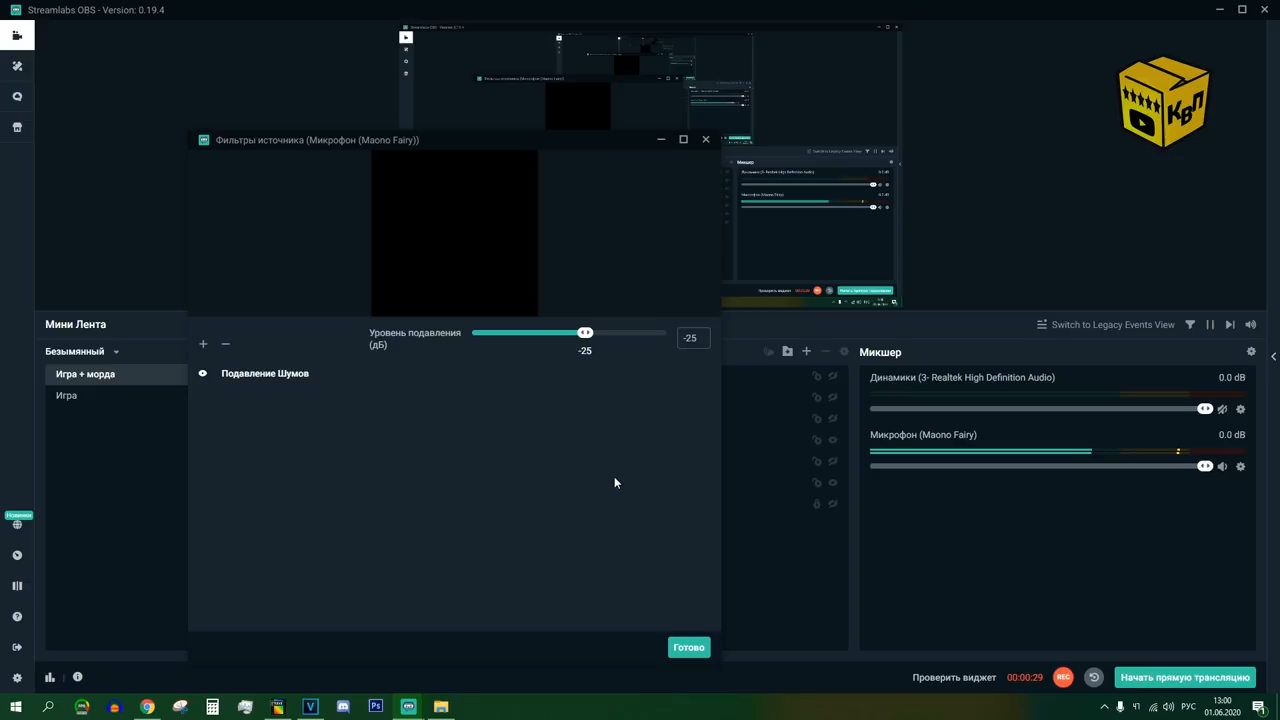 Streamlabs OBS - Version: 0.19.4
КВЛ
Фильтры источника (Микрофон (Maono Fairy))
Уровень подавления
(дБ)
-25
-25
Подавление Шумов
Готово
Мини Лента
Безымянный
Игра + морда
Игра
Новинки
Switch to Legacy Events View
Микшер
Динамики (3- Realtek High Definition Audio)
0.0 dB
Микрофон (Maono Fairy)
0.0 dB
Проверить виджет
00:00:29
REC
Начать прямую трансляцию
РУС
13:00
01.06.2020